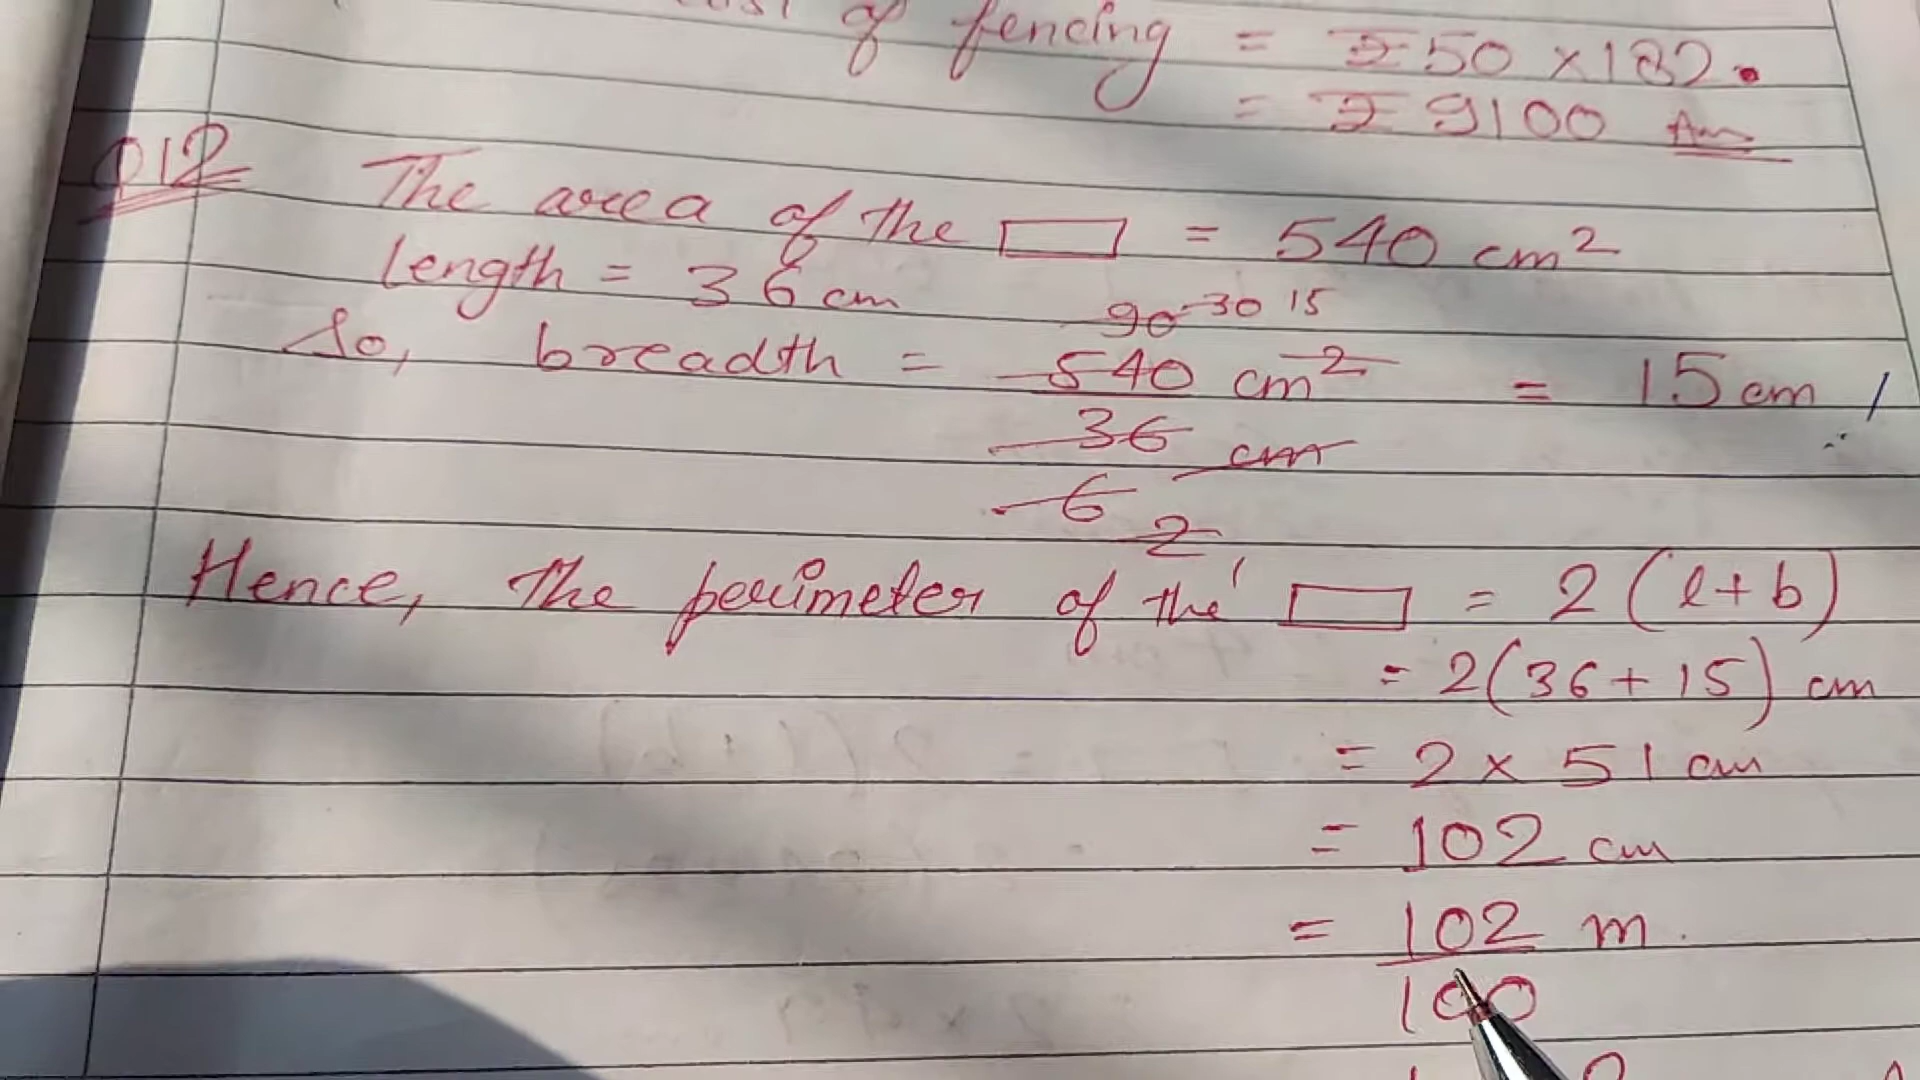 of fencing = ₹50 × 182.
= ₹ 9100 Ans
Q12 The area of the ▭ = 540 cm²
length = 36 cm
90 30 15
So, breadth = 540 cm² = 15 cm
36 cm
6 2
1
Hence, the perimeter of the ▭ = 2 (l+b)
= 2(36+15) cm
= 2 × 51 cm
= 102 cm
= 102 m.
100